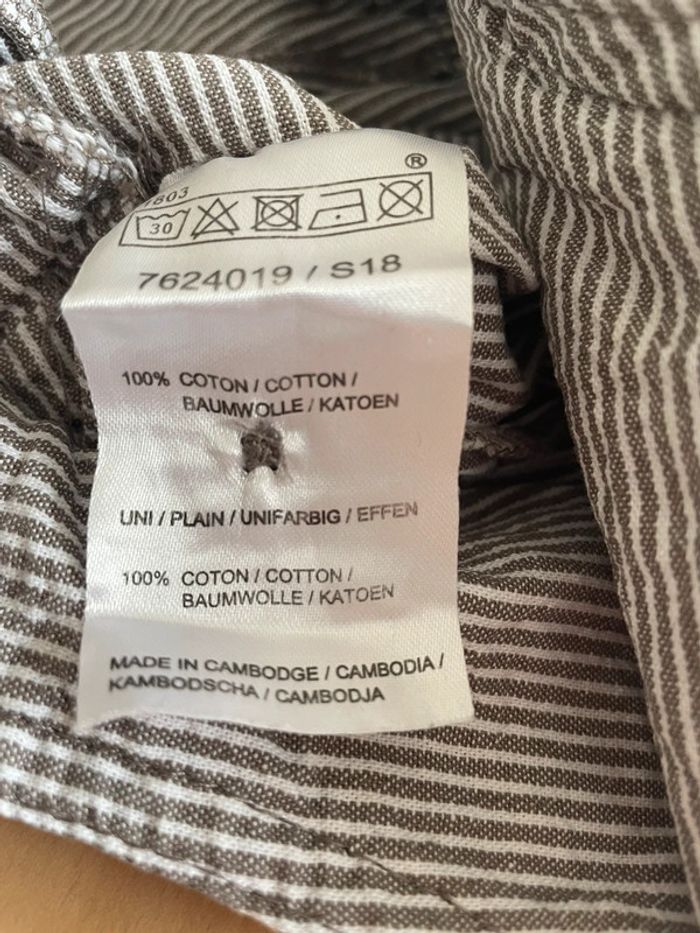 ®
30
7624019 / S18
100% COTON / COTTON /
BAUMWOLLE / KATOEN
UNI / PLAIN / UNIFARBIG / EFFEN
100% COTON / COTTON /
BAUMWOLLE / KATOEN
MADE IN CAMBODGE / CAMBODIA /
KAMBODSCHA / CAMBODJA